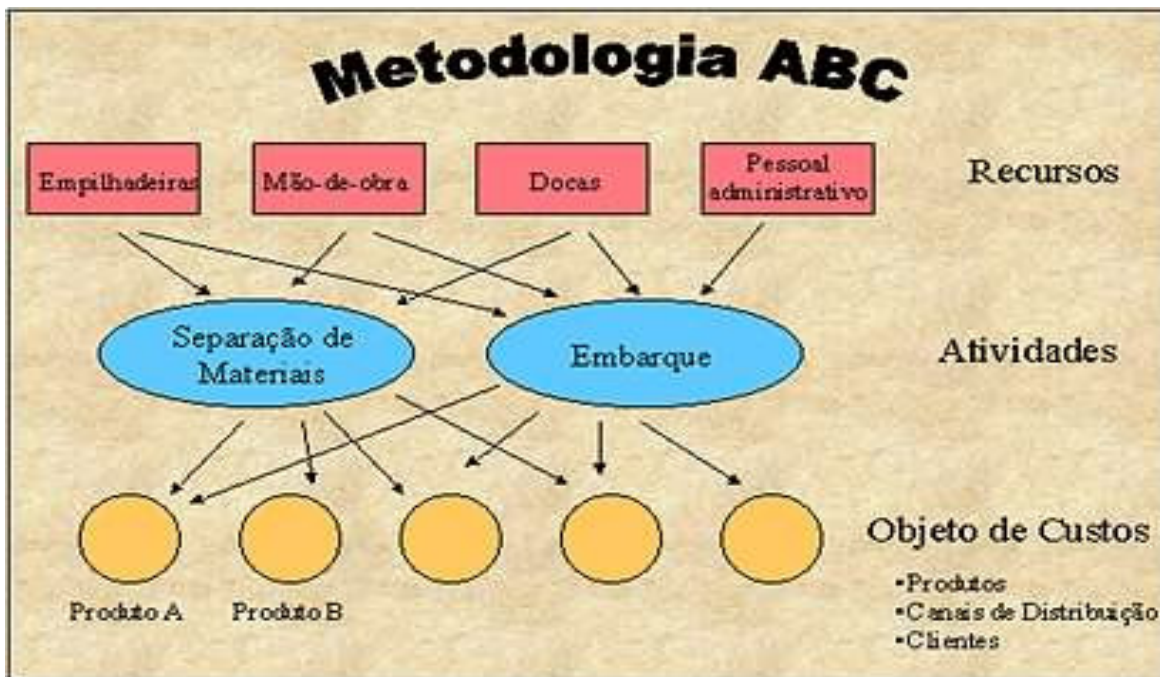 Metodologia ABC
Empilhadeiras
Mão-de-obra
Docas
Pessoal
administrativo
Recursos
Separação de
Materiais
Embarque
Atividades
Objeto de Custos
•Produtos
•Canais de Distribuição
•Clientes
Produto A
Produto B